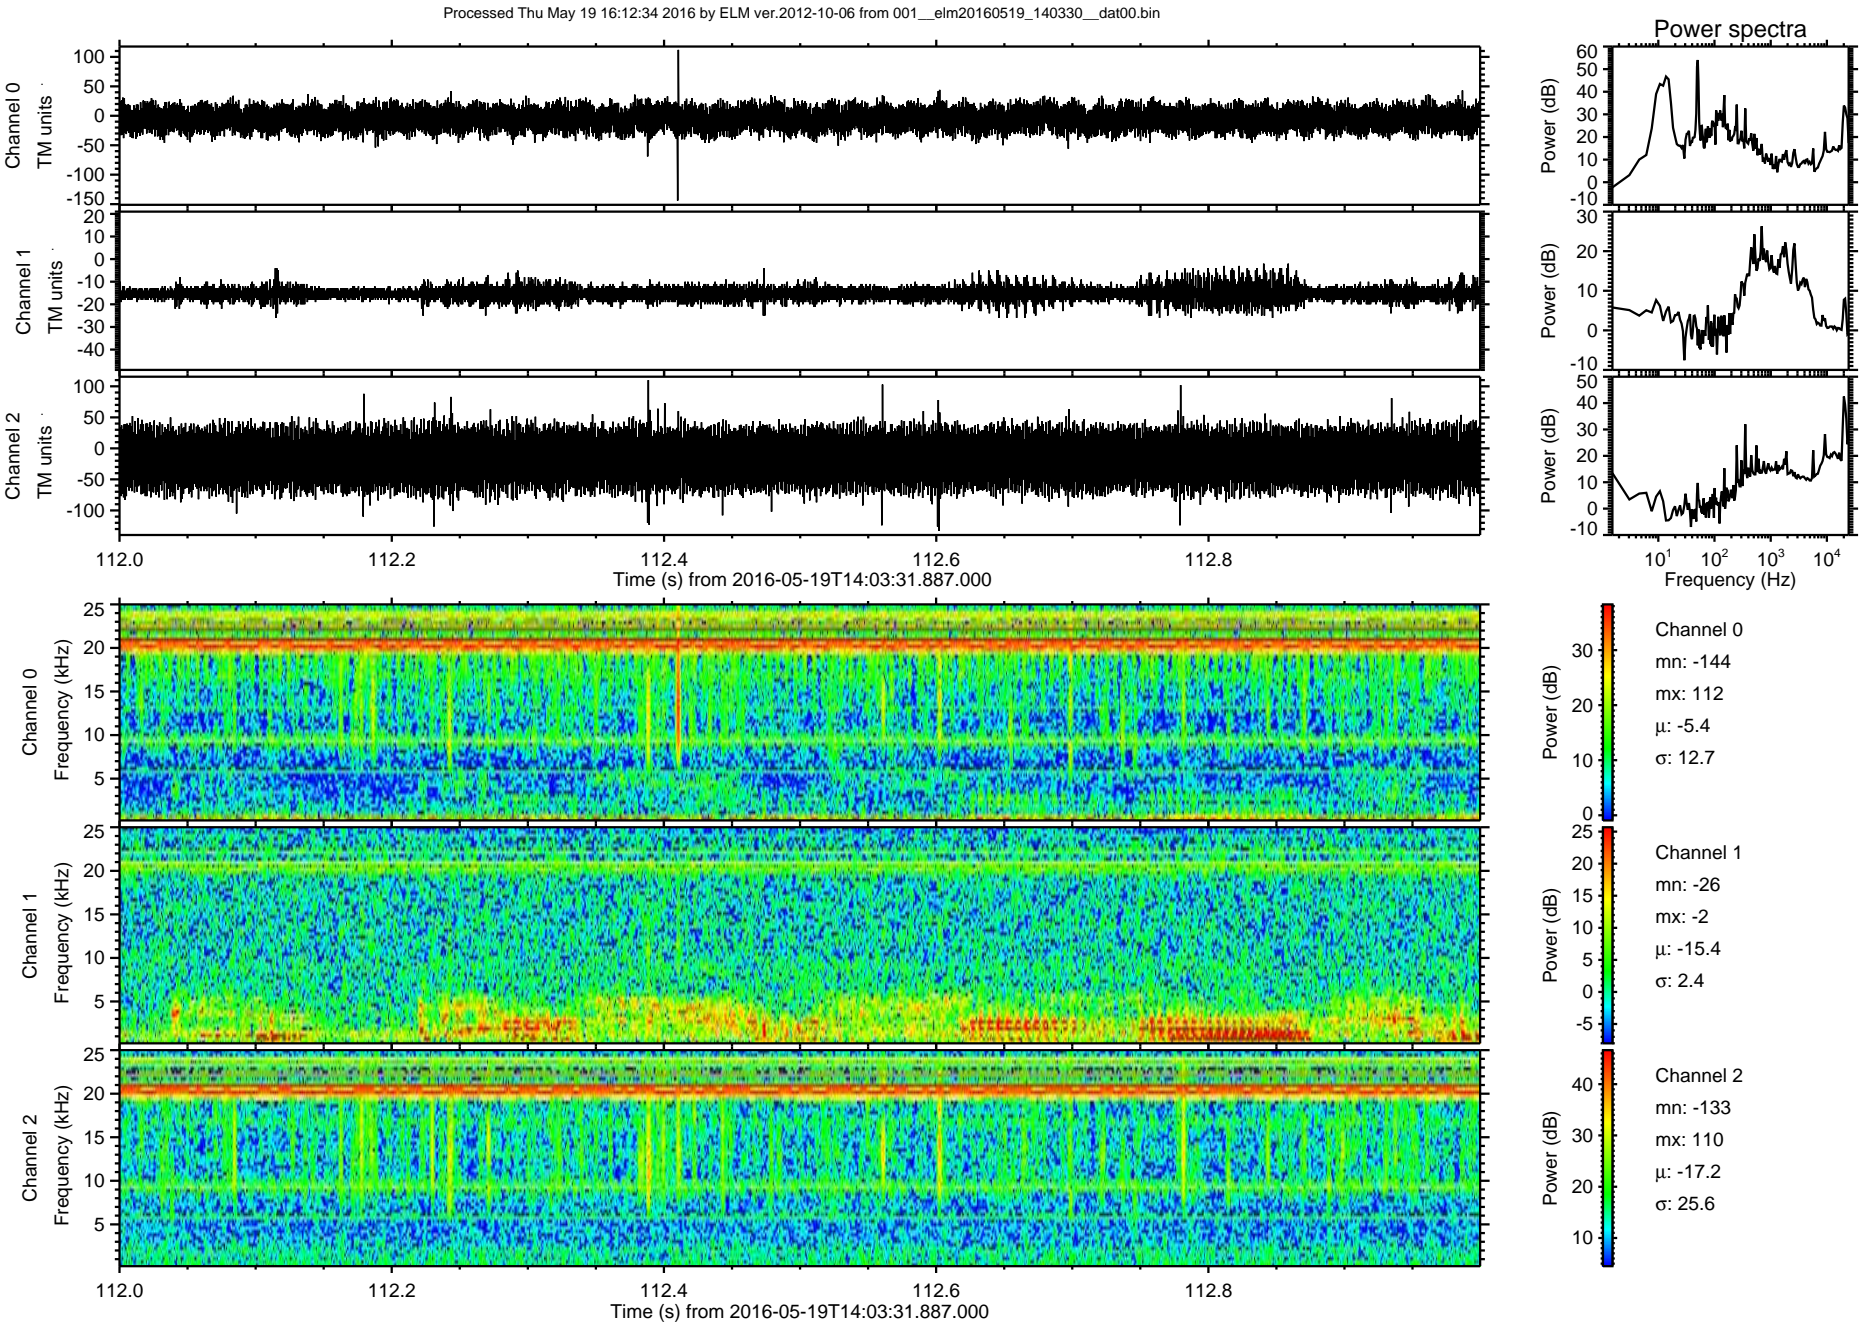 Processed Thu May 19 16:12:34 2016 by ELM ver.2012-10-06 from 001__elm20160519_140330__dat00.bin
Power spectra
Channel 0
TM units
100
50
0
-50
-100
-150
Power (dB)
60
50
40
30
20
10
0
-10
Channel 1
TM units
20
10
0
-10
-20
-30
-40
Power (dB)
30
20
10
0
-10
Channel 2
TM units
100
50
0
-50
-100
Power (dB)
50
40
30
20
10
0
-10
112.0 112.2 112.4 112.6 112.8
Time (s) from 2016-05-19T14:03:31.887.000
10¹ 10² 10³ 10⁴
Frequency (Hz)
Channel 0
Frequency (kHz)
25
20
15
10
5
Power (dB)
30
20
10
0
Channel 0
mn: -144
mx: 112
μ: -5.4
σ: 12.7
Channel 1
Frequency (kHz)
25
20
15
10
5
Power (dB)
25
20
15
10
5
0
-5
Channel 1
mn: -26
mx: -2
μ: -15.4
σ: 2.4
Channel 2
Frequency (kHz)
25
20
15
10
5
Power (dB)
40
30
20
10
Channel 2
mn: -133
mx: 110
μ: -17.2
σ: 25.6
112.0 112.2 112.4 112.6 112.8
Time (s) from 2016-05-19T14:03:31.887.000